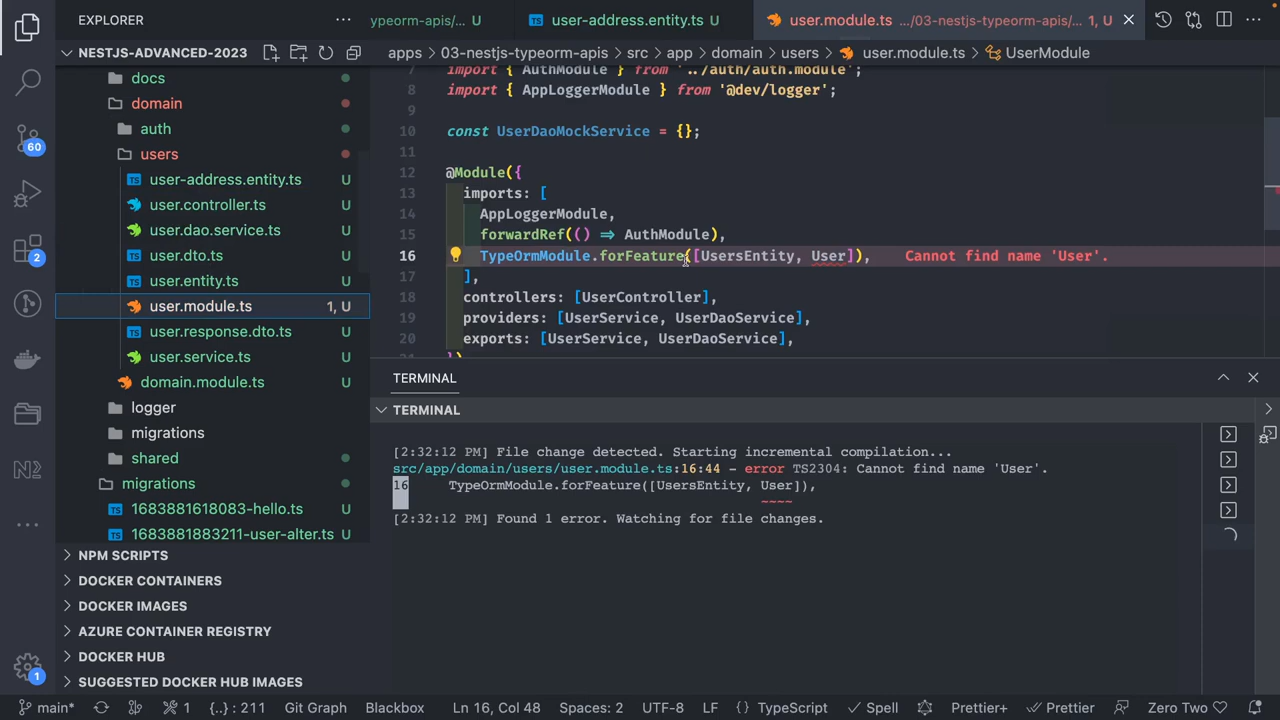 EXPLORER
NESTJS-ADVANCED-2023
docs
domain
auth
users
user-address.entity.ts U
user.controller.ts U
user.dao.service.ts U
user.dto.ts U
user.entity.ts U
user.module.ts 1, U
user.response.dto.ts U
user.service.ts U
domain.module.ts U
logger
migrations
shared
migrations
1683881618083-hello.ts U
1683881883211-user-alter.ts U
NPM SCRIPTS
DOCKER CONTAINERS
DOCKER IMAGES
AZURE CONTAINER REGISTRY
DOCKER HUB
SUGGESTED DOCKER HUB IMAGES
60
2
1
ypeorm-apis/... U
user-address.entity.ts U
user.module.ts .../03-nestjs-typeorm-apis/... 1, U
apps > 03-nestjs-typeorm-apis > src > app > domain > users > user.module.ts > UserModule
7 import { AuthModule } from '../auth/auth.module';
8 import { AppLoggerModule } from '@dev/logger';
9
10 const UserDaoMockService = {};
11
12 @Module({
13 imports: [
14 AppLoggerModule,
15 forwardRef(() => AuthModule),
16 TypeOrmModule.forFeature([UsersEntity, User]), Cannot find name 'User'.
17 ],
18 controllers: [UserController],
19 providers: [UserService, UserDaoService],
20 exports: [UserService, UserDaoService],
21 })
TERMINAL
TERMINAL
[2:32:12 PM] File change detected. Starting incremental compilation...
src/app/domain/users/user.module.ts:16:44 - error TS2304: Cannot find name 'User'.
16 TypeOrmModule.forFeature([UsersEntity, User]),
~~~~
[2:32:12 PM] Found 1 error. Watching for file changes.
main* 1 {..} : 211 Git Graph Blackbox Ln 16, Col 48 Spaces: 2 UTF-8 LF {} TypeScript Spell Prettier+ Prettier Zero Two